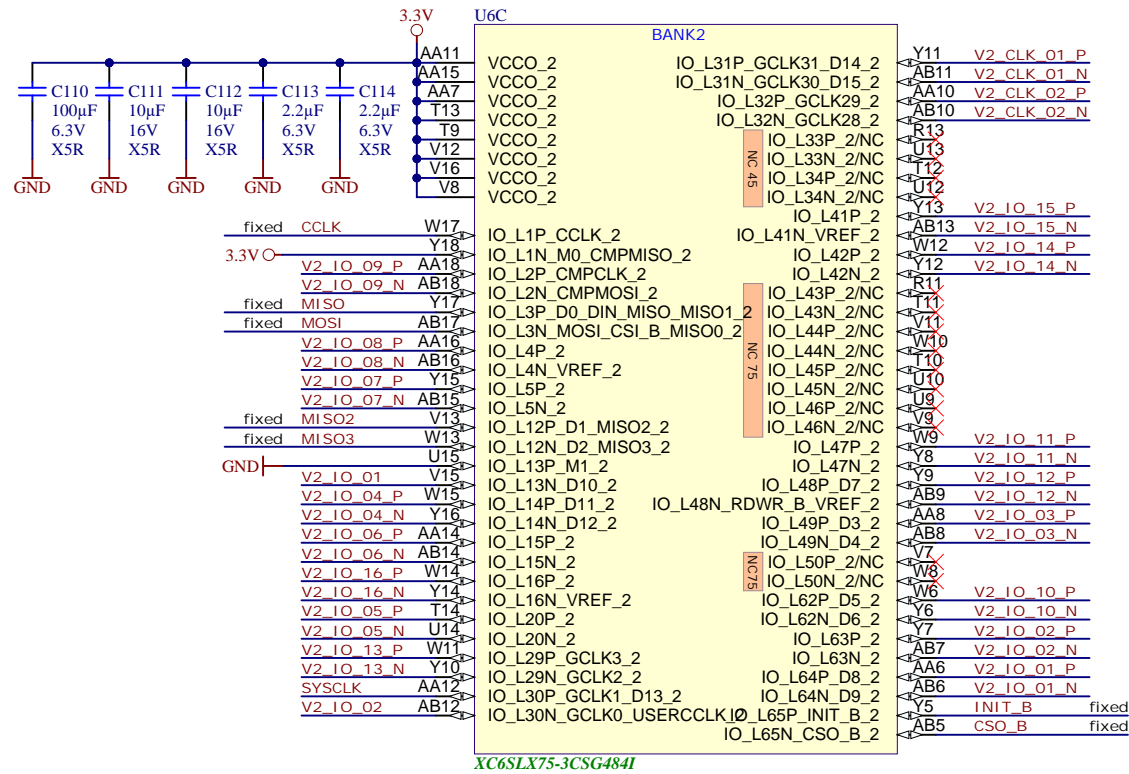 3.3V
U6C
BANK2
C110
100µF
6.3V
X5R
GND
C111
10µF
16V
X5R
GND
C112
10µF
16V
X5R
GND
C113
2.2µF
6.3V
X5R
GND
C114
2.2µF
6.3V
X5R
GND
AA11 VCCO_2
AA15 VCCO_2
AA7 VCCO_2
T13 VCCO_2
T9 VCCO_2
V12 VCCO_2
V16 VCCO_2
V8 VCCO_2
fixed CCLK W17 IO_L1P_CCLK_2
3.3V Y18 IO_L1N_M0_CMPMISO_2
V2_IO_09_P AA18 IO_L2P_CMPCLK_2
V2_IO_09_N AB18 IO_L2N_CMPMOSI_2
fixed MISO Y17 IO_L3P_D0_DIN_MISO_MISO1_2
fixed MOSI AB17 IO_L3N_MOSI_CSI_B_MISO0_2
V2_IO_08_P AA16 IO_L4P_2
V2_IO_08_N AB16 IO_L4N_VREF_2
V2_IO_07_P Y15 IO_L5P_2
V2_IO_07_N AB15 IO_L5N_2
fixed MISO2 V13 IO_L12P_D1_MISO2_2
fixed MISO3 W13 IO_L12N_D2_MISO3_2
GND U15 IO_L13P_M1_2
V2_IO_01 V15 IO_L13N_D10_2
V2_IO_04_P W15 IO_L14P_D11_2
V2_IO_04_N Y16 IO_L14N_D12_2
V2_IO_06_P AA14 IO_L15P_2
V2_IO_06_N AB14 IO_L15N_2
V2_IO_16_P W14 IO_L16P_2
V2_IO_16_N Y14 IO_L16N_VREF_2
V2_IO_05_P T14 IO_L20P_2
V2_IO_05_N U14 IO_L20N_2
V2_IO_13_P W11 IO_L29P_GCLK3_2
V2_IO_13_N Y10 IO_L29N_GCLK2_2
SYSCLK AA12 IO_L30P_GCLK1_D13_2
V2_IO_02 AB12 IO_L30N_GCLK0_USERCCLK_2
IO_L31P_GCLK31_D14_2 Y11 V2_CLK_01_P
IO_L31N_GCLK30_D15_2 AB11 V2_CLK_01_N
IO_L32P_GCLK29_2 AA10 V2_CLK_02_P
IO_L32N_GCLK28_2 AB10 V2_CLK_02_N
NC 45
IO_L33P_2/NC R13
IO_L33N_2/NC U13
IO_L34P_2/NC T12
IO_L34N_2/NC U12
IO_L41P_2 Y13 V2_IO_15_P
IO_L41N_VREF_2 AB13 V2_IO_15_N
IO_L42P_2 W12 V2_IO_14_P
IO_L42N_2 Y12 V2_IO_14_N
NC 75
IO_L43P_2/NC R11
IO_L43N_2/NC T11
IO_L44P_2/NC V11
IO_L44N_2/NC W10
IO_L45P_2/NC T10
IO_L45N_2/NC U10
IO_L46P_2/NC U9
IO_L46N_2/NC V9
IO_L47P_2 W9 V2_IO_11_P
IO_L47N_2 Y8 V2_IO_11_N
IO_L48P_D7_2 Y9 V2_IO_12_P
IO_L48N_RDWR_B_VREF_2 AB9 V2_IO_12_N
IO_L49P_D3_2 AA8 V2_IO_03_P
IO_L49N_D4_2 AB8 V2_IO_03_N
NC75
IO_L50P_2/NC V7
IO_L50N_2/NC W8
IO_L62P_D5_2 W6 V2_IO_10_P
IO_L62N_D6_2 Y6 V2_IO_10_N
IO_L63P_2 Y7 V2_IO_02_P
IO_L63N_2 AB7 V2_IO_02_N
IO_L64P_D8_2 AA6 V2_IO_01_P
IO_L64N_D9_2 AB6 V2_IO_01_N
IO_L65P_INIT_B_2 Y5 INIT_B fixed
IO_L65N_CSO_B_2 AB5 CSO_B fixed
XC6SLX75-3CSG484I